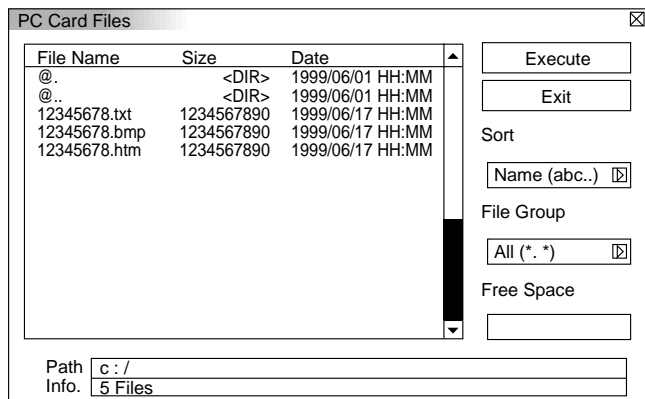 PC Card Files
File Name Size Date
@. <DIR> 1999/06/01 HH:MM
@.. <DIR> 1999/06/01 HH:MM
12345678.txt 1234567890 1999/06/17 HH:MM
12345678.bmp 1234567890 1999/06/17 HH:MM
12345678.htm 1234567890 1999/06/17 HH:MM
Execute
Exit
Sort
Name (abc..)
File Group
All (*. *)
Free Space
Path c : /
Info. 5 Files